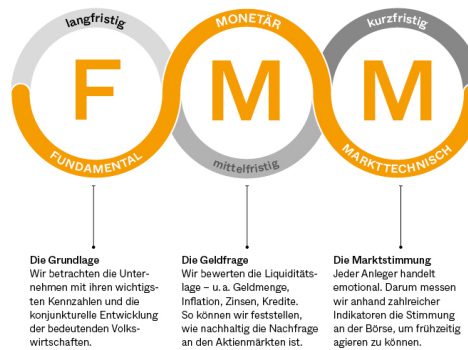 langfristig
F
FUNDAMENTAL
MONETÄR
M
mittelfristig
kurzfristig
M
MARKTTECHNISCH
Die Grundlage
Wir betrachten die Unter-
nehmen mit ihren wichtigs-
ten Kennzahlen und die
konjunkturelle Entwicklung
der bedeutenden Volks-
wirtschaften.
Die Geldfrage
Wir bewerten die Liquiditäts-
lage – u. a. Geldmenge,
Inflation, Zinsen, Kredite.
So können wir feststellen,
wie nachhaltig die Nachfrage
an den Aktienmärkten ist.
Die Marktstimmung
Jeder Anleger handelt
emotional. Darum messen
wir anhand zahlreicher
Indikatoren die Stimmung
an der Börse, um frühzeitig
agieren zu können.